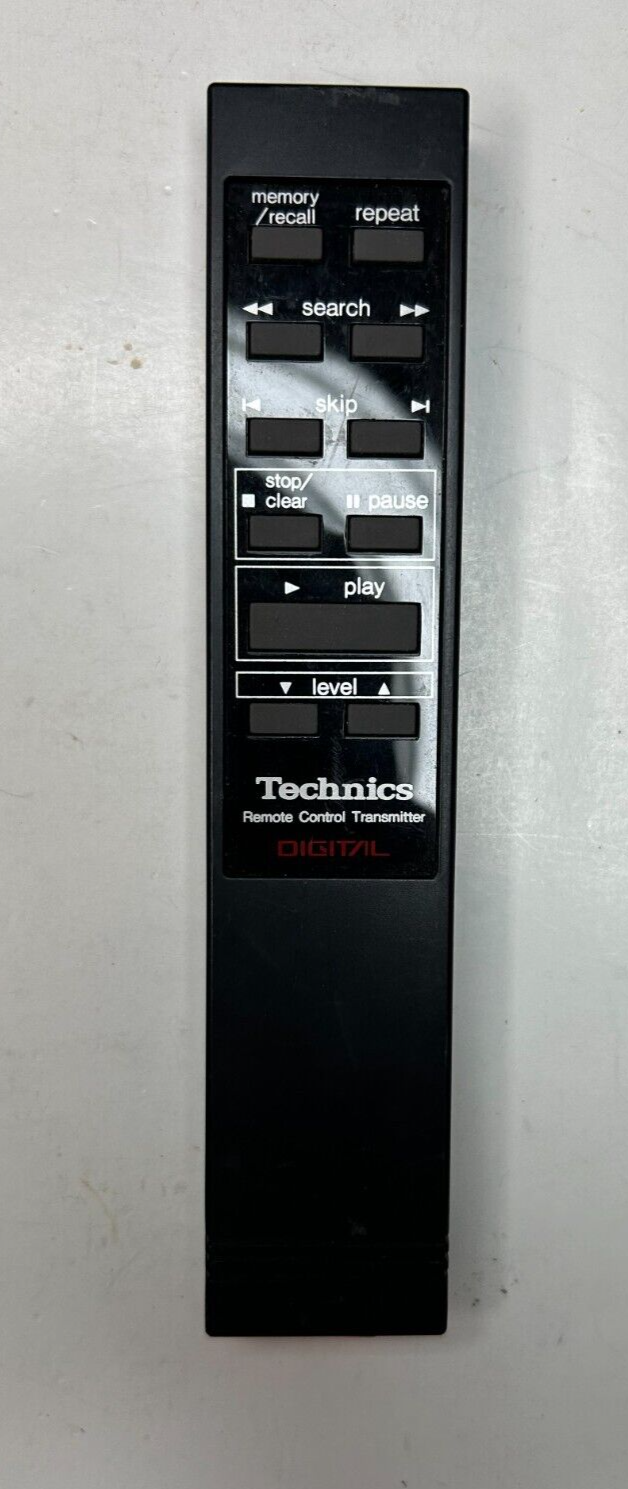 memory
/recall repeat
◀◀ search ▶▶
|◀ skip ▶|
stop/
■ clear ▮▮ pause
▶ play
▼ level ▲
Technics
Remote Control Transmitter
DIGITAL